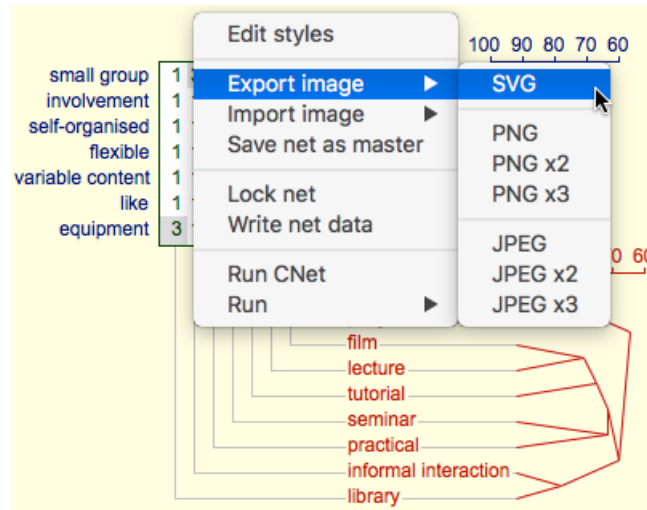 Edit styles
100 90 80 70 60
small group 1
Export image
SVG
involvement 1
Import image
self-organised 1
PNG
Save net as master
flexible 1
PNG x2
variable content 1
PNG x3
Lock net
like 1
Write net data
equipment 3
JPEG
60
Run CNet
JPEG x2
Run
JPEG x3
film
lecture
tutorial
seminar
practical
informal interaction
library